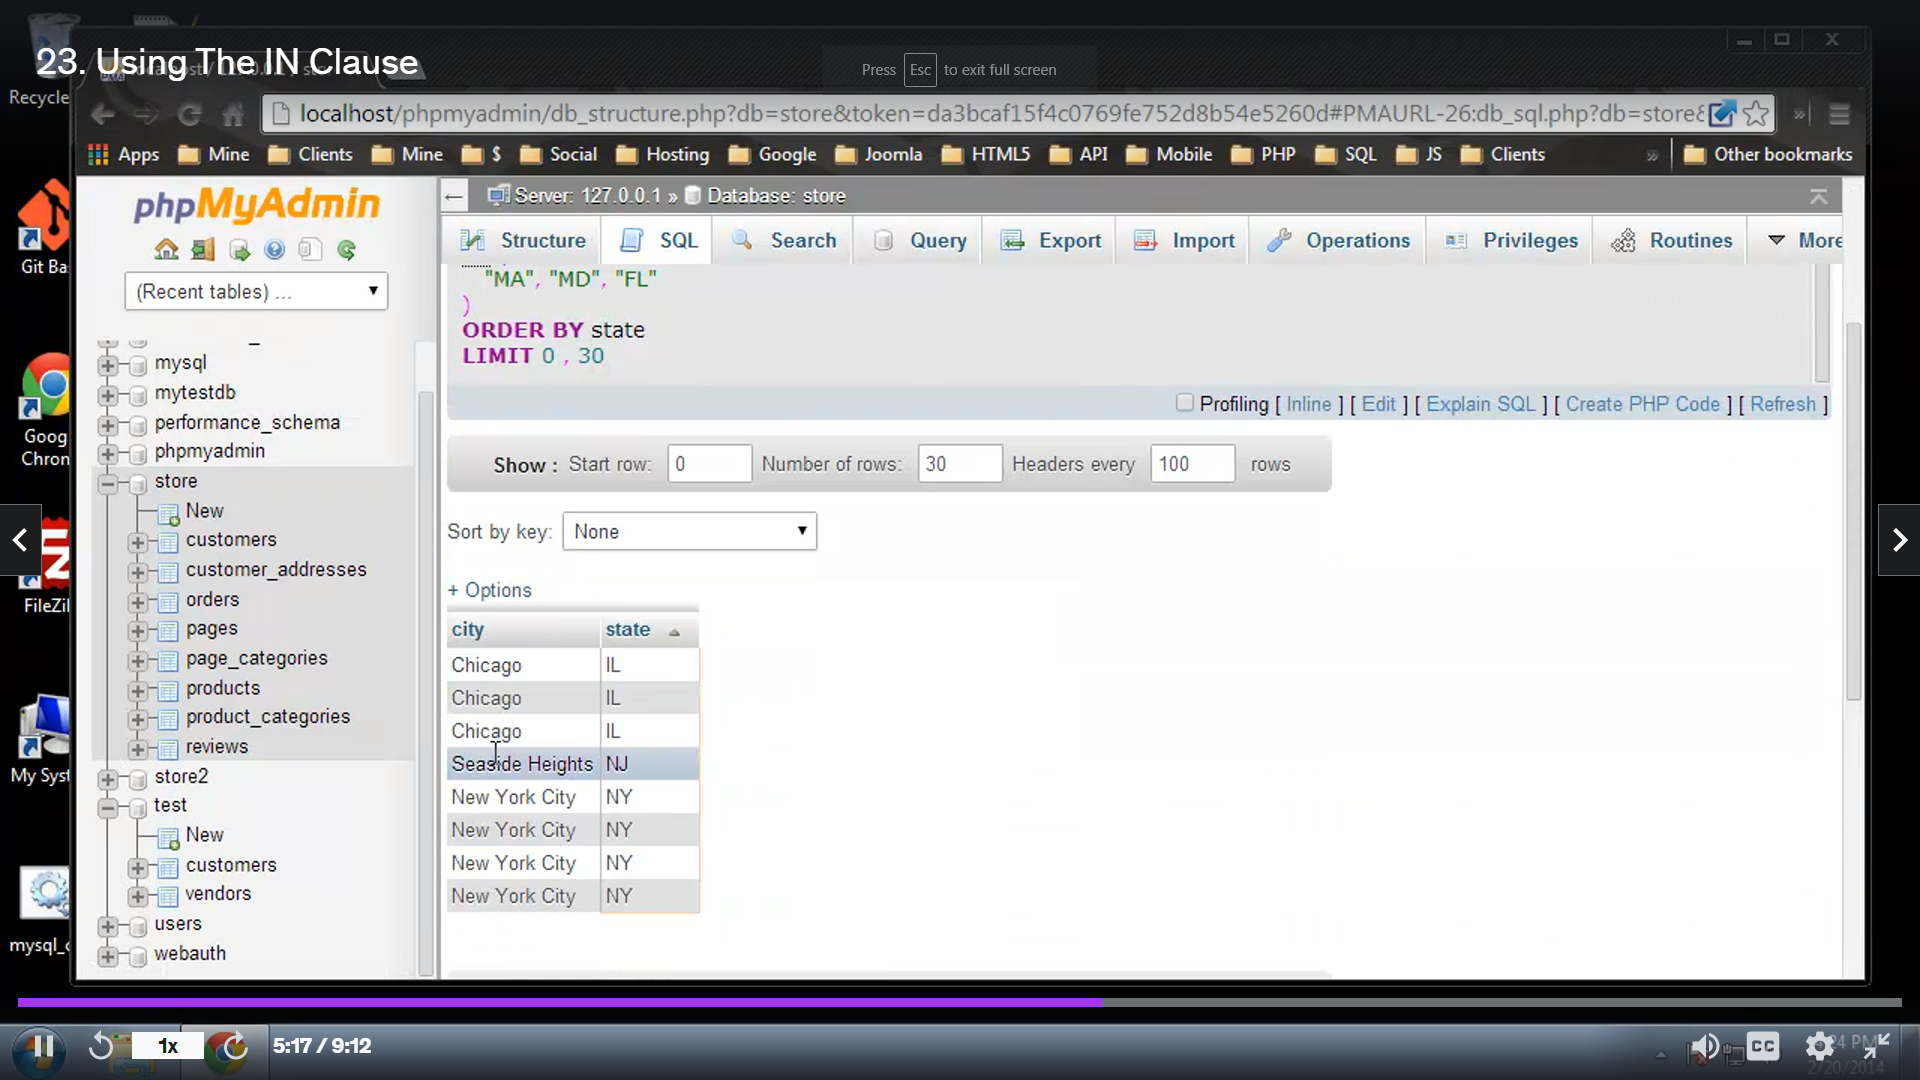 23. Using The IN Clause
Press Esc to exit full screen
Recycle
localhost/phpmyadmin/db_structure.php?db=store&token=da3bcaf15f4c0769fe752d8b54e5260d#PMAURL-26:db_sql.php?db=store&
Apps Mine Clients Mine $ Social Hosting Google Joomla HTML5 API Mobile PHP SQL JS Clients » Other bookmarks
phpMyAdmin
← Server: 127.0.0.1 » Database: store
Structure SQL Search Query Export Import Operations Privileges Routines More
Git Ba
(Recent tables) ...
"MA", "MD", "FL"
)
ORDER BY state
LIMIT 0 , 30
Profiling [ Inline ] [ Edit ] [ Explain SQL ] [ Create PHP Code ] [ Refresh ]
Show : Start row: 0 Number of rows: 30 Headers every 100 rows
Sort by key: None
+ Options
city state
Chicago IL
Chicago IL
Chicago IL
Seaside Heights NJ
New York City NY
New York City NY
New York City NY
New York City NY
mysql
mytestdb
performance_schema
phpmyadmin
store
New
customers
customer_addresses
orders
pages
page_categories
products
product_categories
reviews
store2
test
New
customers
vendors
users
webauth
Goog
Chron
FileZil
My Syst
mysql_c
1x 5:17 / 9:12
CC
24 PM
2/20/2014